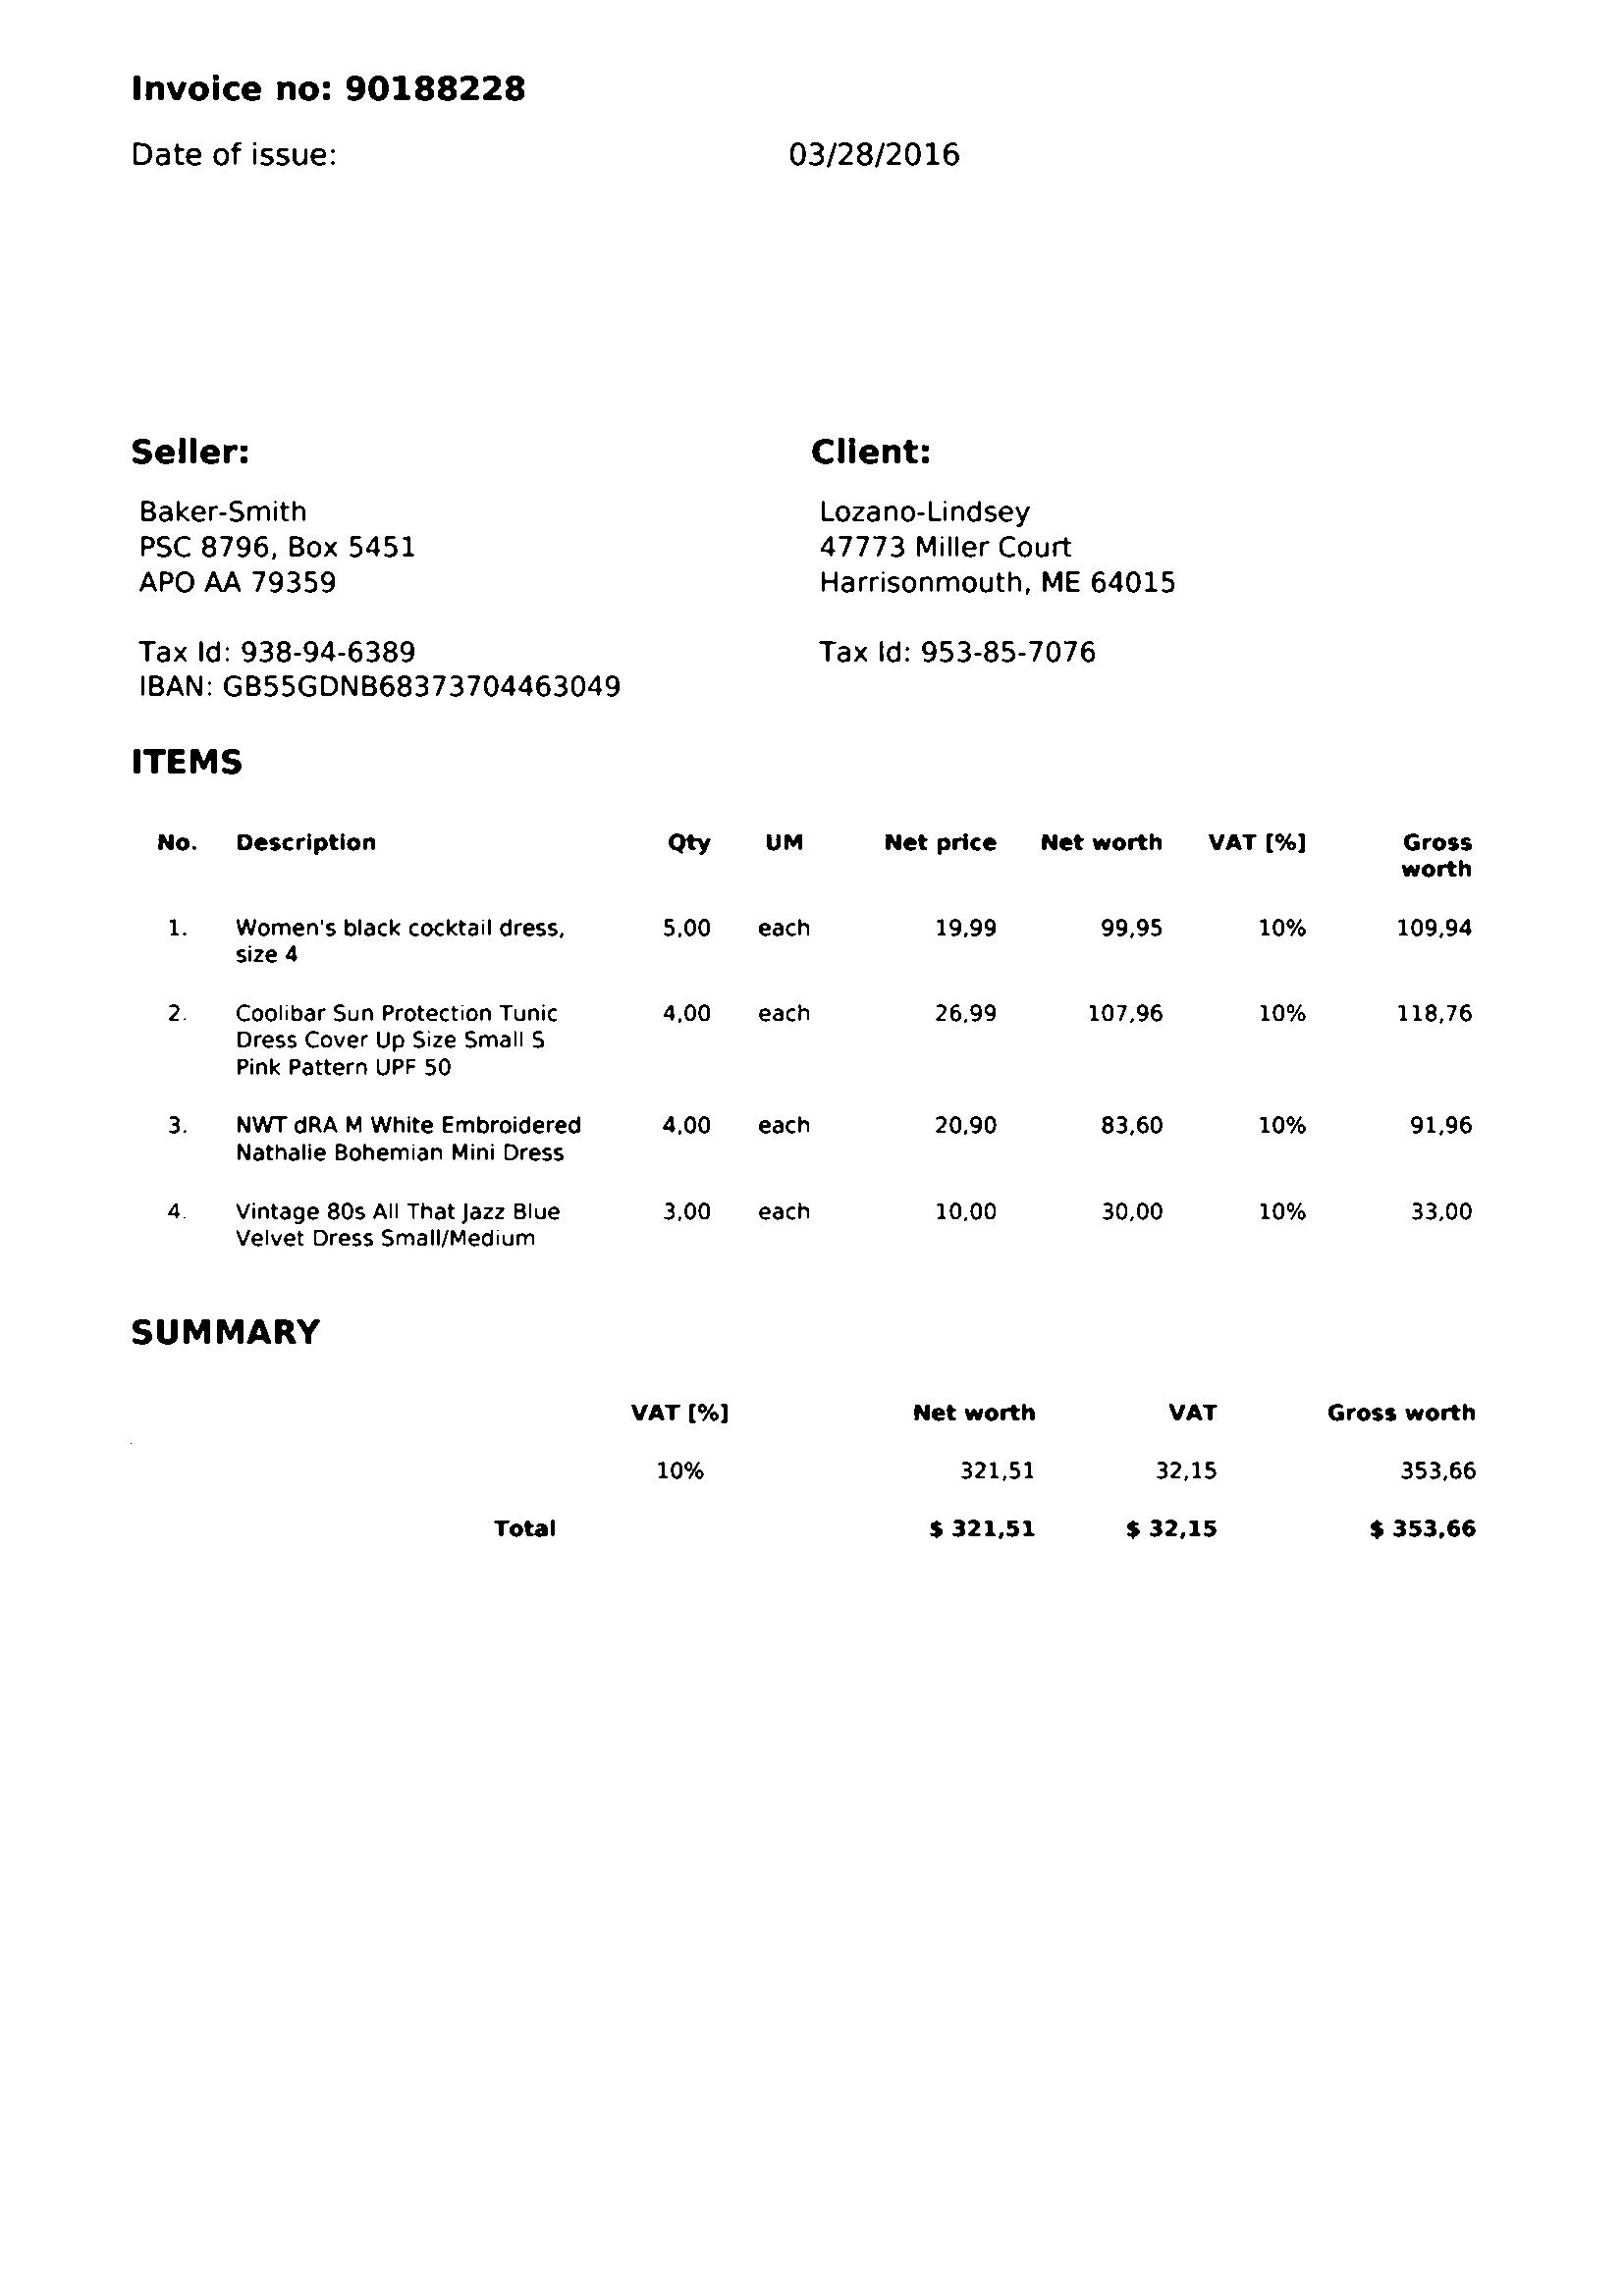 Invoice no: 90188228
Date of issue: 03/28/2016
Seller: Client:
Baker-Smith Lozano-Lindsey
PSC 8796, Box 5451 47773 Miller Court
APO AA 79359 Harrisonmouth, ME 64015
Tax Id: 938-94-6389 Tax Id: 953-85-7076
IBAN: GB55GDNB68373704463049
ITEMS
No. Description Qty UM Net price Net worth VAT [%] Gross
worth
1. Women's black cocktail dress, 5,00 each 19,99 99,95 10% 109,94
size 4
2. Coolibar Sun Protection Tunic 4,00 each 26,99 107,96 10% 118,76
Dress Cover Up Size Small S
Pink Pattern UPF 50
3. NWT dRA M White Embroidered 4,00 each 20,90 83,60 10% 91,96
Nathalie Bohemian Mini Dress
4. Vintage 80s All That Jazz Blue 3,00 each 10,00 30,00 10% 33,00
Velvet Dress Small/Medium
SUMMARY
VAT [%] Net worth VAT Gross worth
10% 321,51 32,15 353,66
Total $ 321,51 $ 32,15 $ 353,66